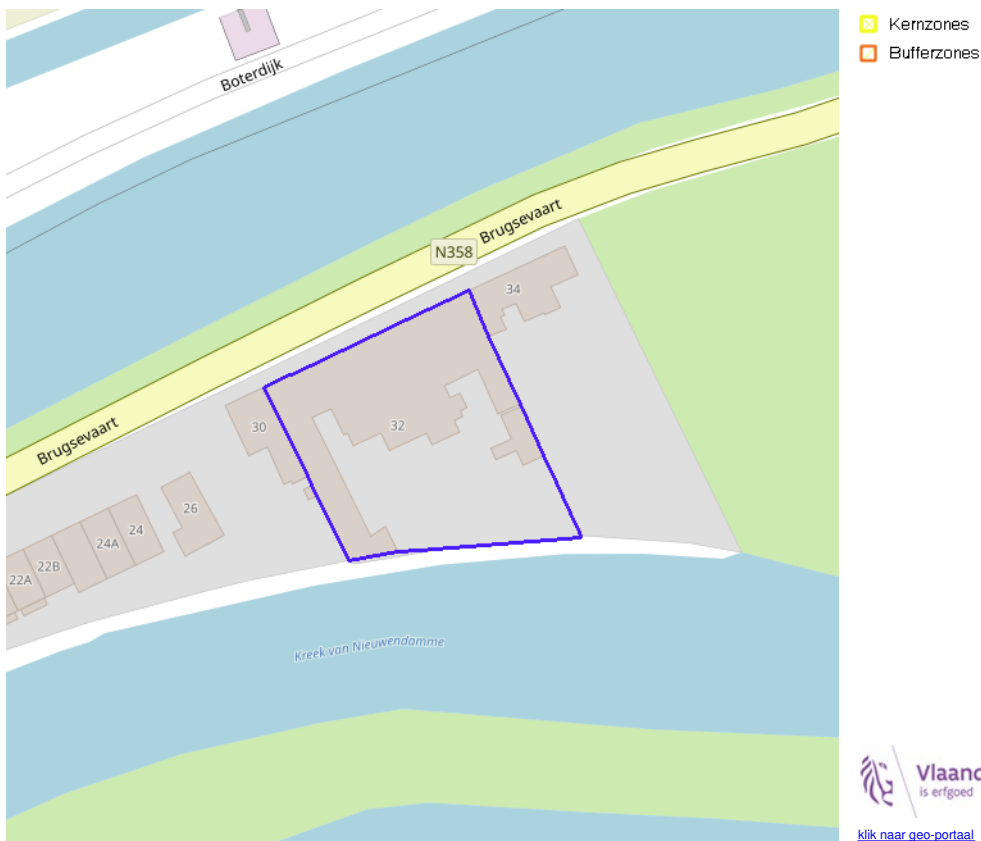 Kernzones
Bufferzones
Boterdijk
Brugsevaart
N358
34
30
32
Brugsevaart
26
24
24A
22B
22A
Kreek van Nieuwendamme
Vlaand
is erfgoed
klik naar geo-portaal